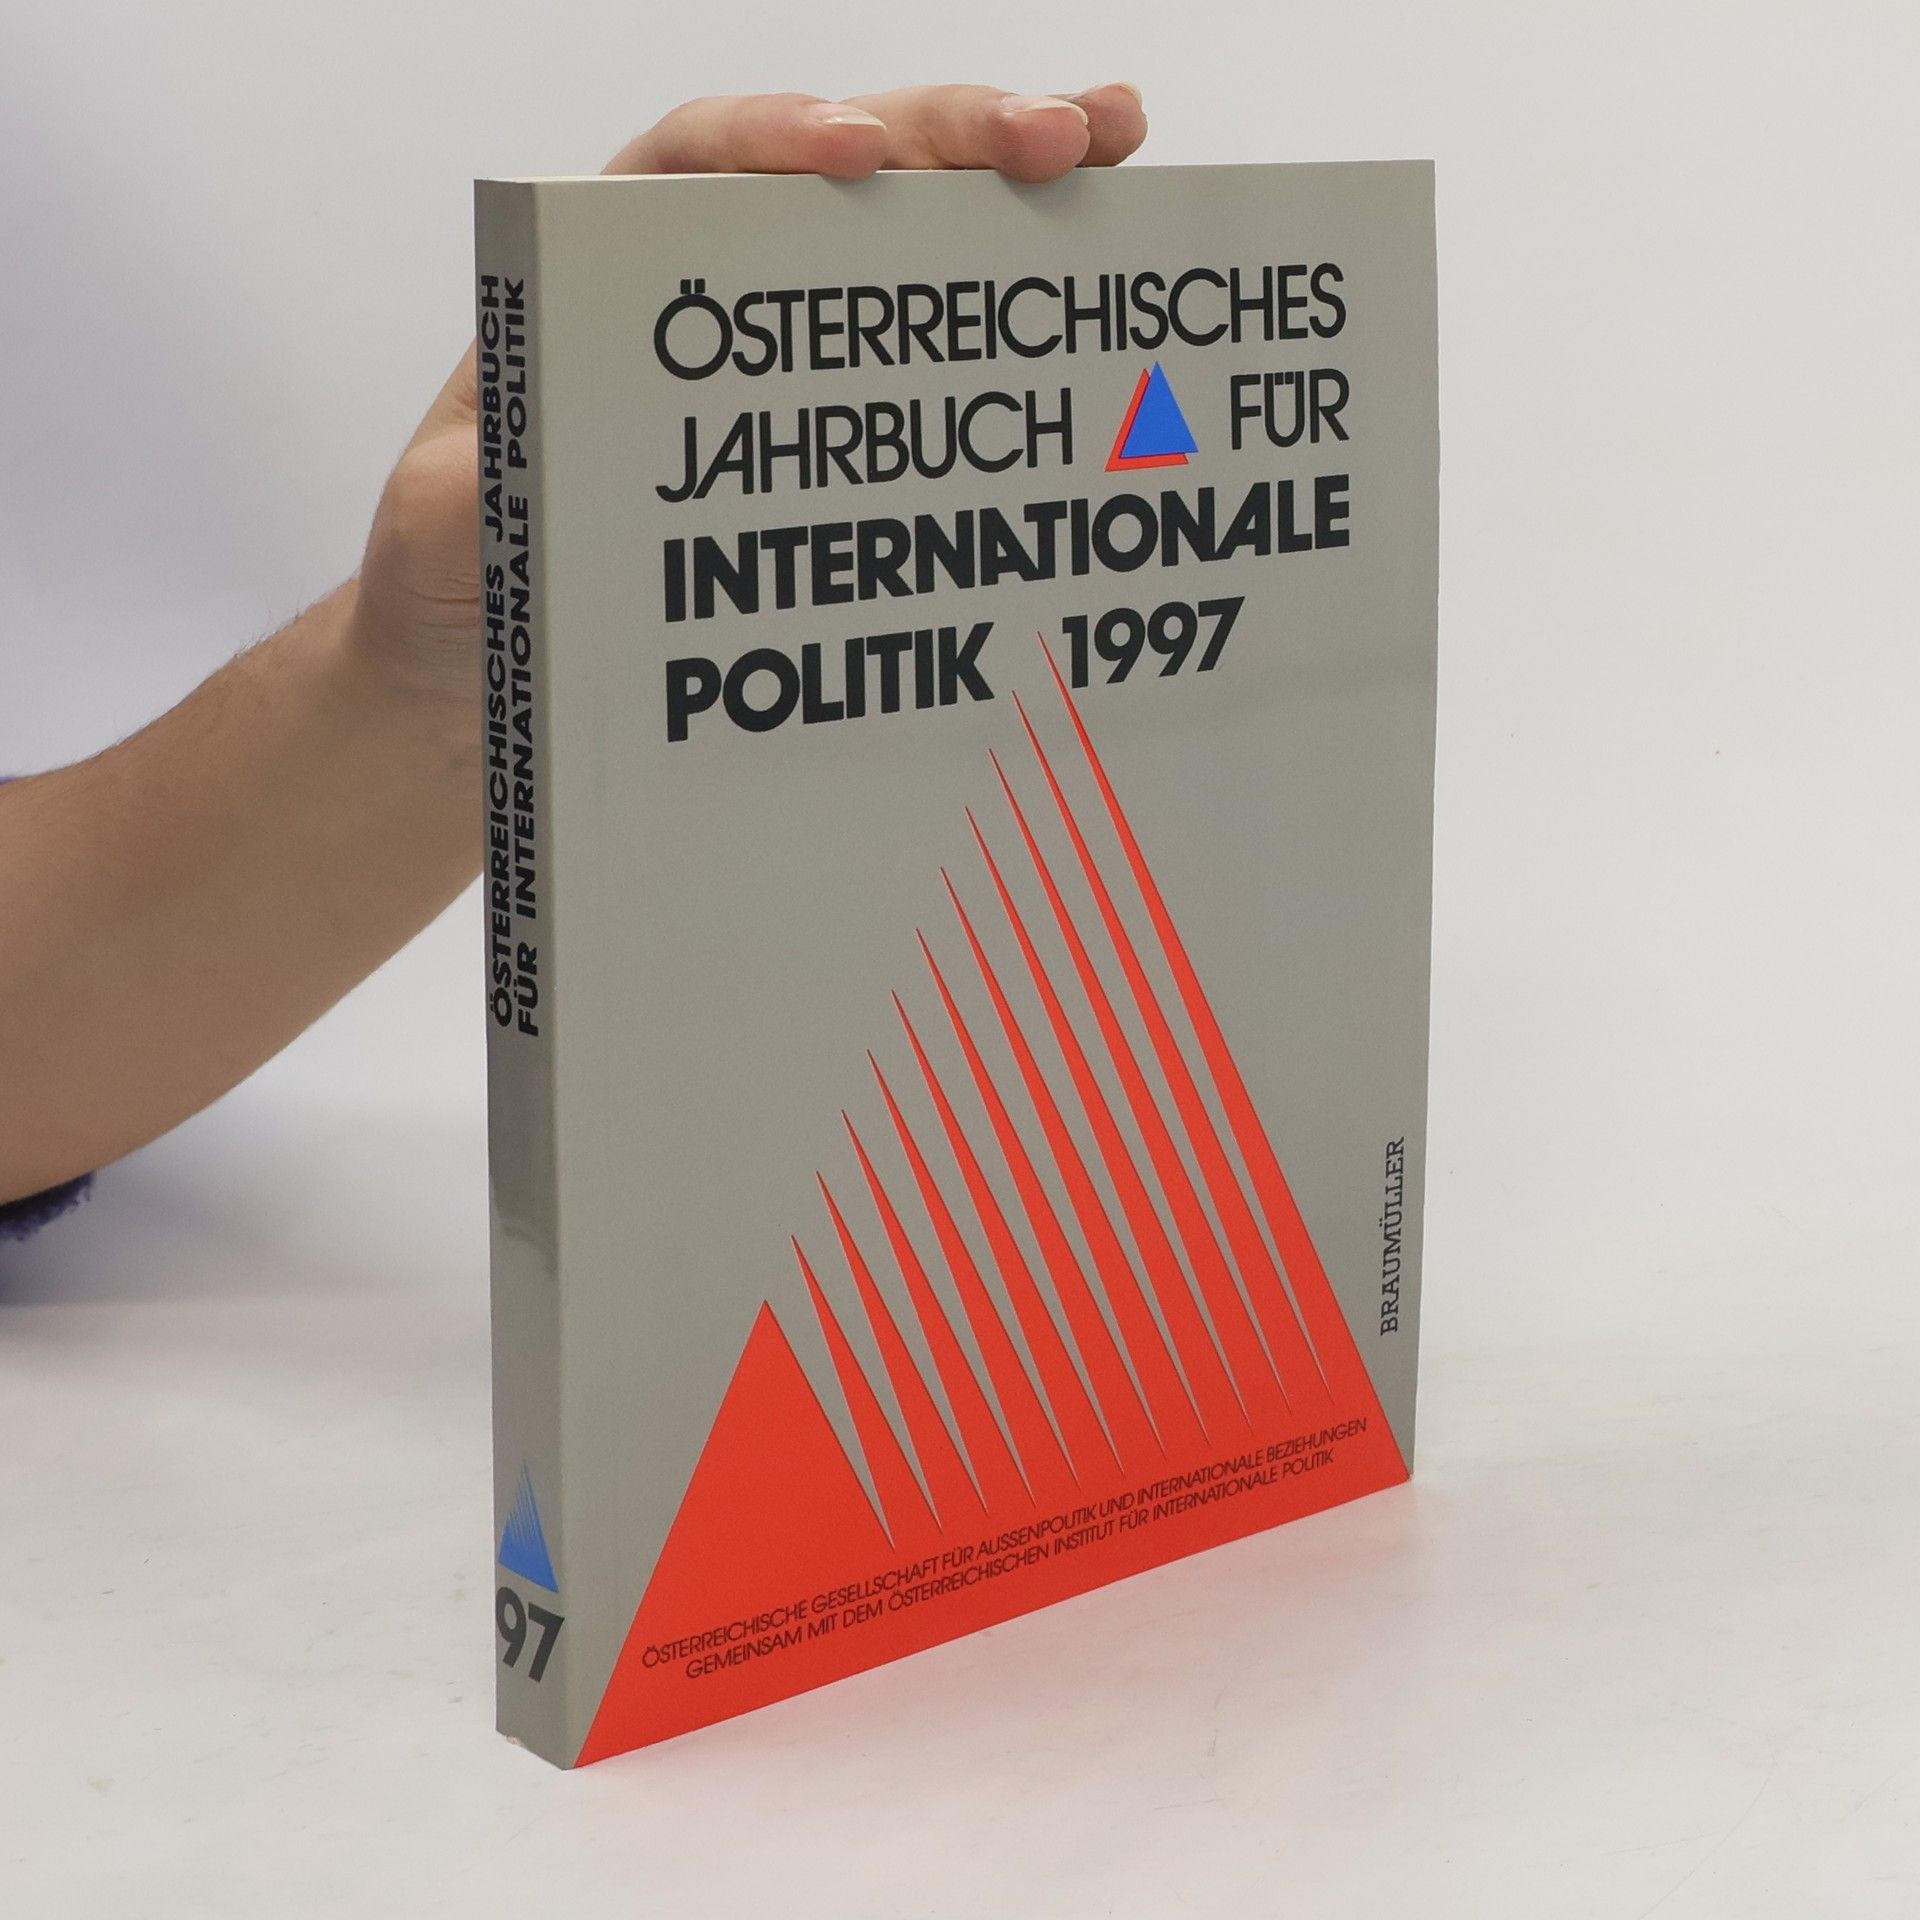 ÖSTERREICHISCHES JAHRBUCH
FÜR INTERNATIONALE POLITIK
97
ÖSTERREICHISCHES
JAHRBUCH FÜR
INTERNATIONALE
POLITIK 1997
BRAUMÜLLER
ÖSTERREICHISCHE GESELLSCHAFT FÜR AUSSENPOLITIK UND INTERNATIONALE BEZIEHUNGEN
GEMEINSAM MIT DEM ÖSTERREICHISCHEN INSTITUT FÜR INTERNATIONALE POLITIK